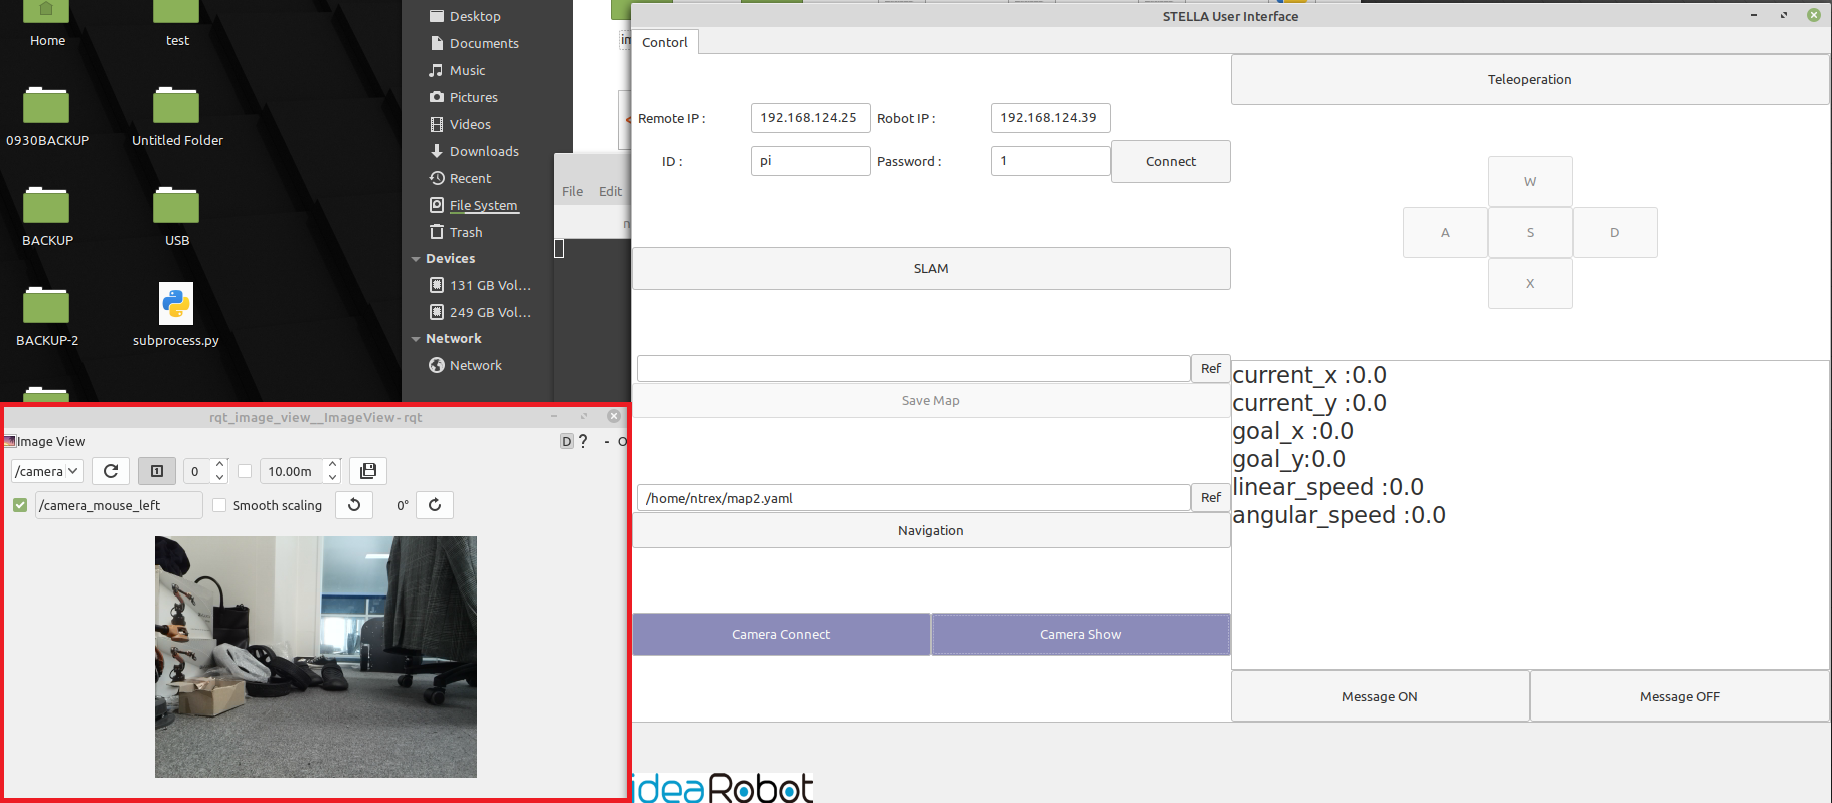 Home
test
0930BACKUP
Untitled Folder
BACKUP
USB
BACKUP-2
subprocess.py
Desktop
Documents
Music
Pictures
Videos
Downloads
Recent
File System
Trash
Devices
131 GB Vol...
249 GB Vol...
Network
Network
File Edit
rqt_image_view__ImageView - rqt
Image View
D ? - O
/camera
0
10.00m
/camera_mouse_left
Smooth scaling
0°
STELLA User Interface
Contorl
Remote IP :
192.168.124.25
Robot IP :
192.168.124.39
ID :
pi
Password :
1
Connect
SLAM
Ref
Save Map
/home/ntrex/map2.yaml
Ref
Navigation
Camera Connect
Camera Show
Teleoperation
W
A
S
D
X
current_x :0.0
current_y :0.0
goal_x :0.0
goal_y:0.0
linear_speed :0.0
angular_speed :0.0
Message ON
Message OFF
ideaRobot